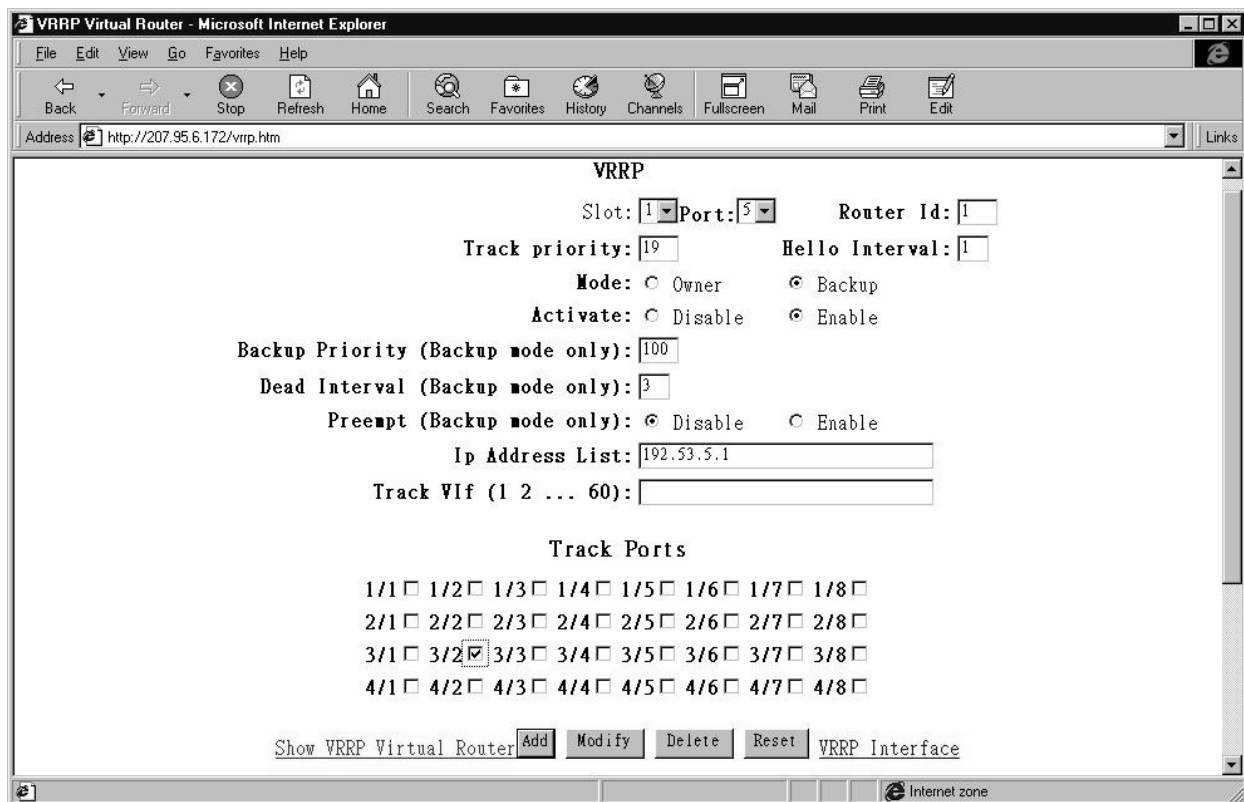 VRRP Virtual Router - Microsoft Internet Explorer
File Edit View Go Favorites Help
Back Forward Stop Refresh Home Search Favorites History Channels Fullscreen Mail Print Edit
Address http://207.95.6.172/vrrp.htm Links
VRRP
Slot: 1 Port: 5 Router Id: 1
Track priority: 19 Hello Interval: 1
Mode: Owner Backup
Activate: Disable Enable
Backup Priority (Backup mode only): 100
Dead Interval (Backup mode only): 3
Preempt (Backup mode only): Disable Enable
Ip Address List: 192.53.5.1
Track VIf (1 2 ... 60):
Track Ports
1/1 1/2 1/3 1/4 1/5 1/6 1/7 1/8
2/1 2/2 2/3 2/4 2/5 2/6 2/7 2/8
3/1 3/2 3/3 3/4 3/5 3/6 3/7 3/8
4/1 4/2 4/3 4/4 4/5 4/6 4/7 4/8
Show VRRP Virtual Router Add Modify Delete Reset VRRP Interface
Internet zone